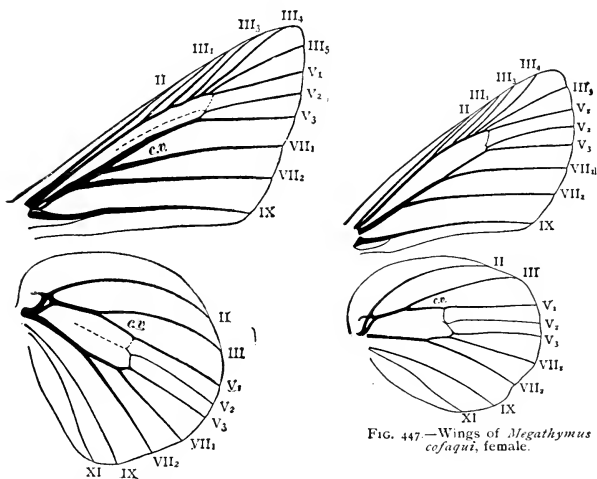 III₄
III₃
III₁
III₅
II
V₁
V₂
V₃
c.v.
VII₁
VII₂
IX
II
c.v.
III
V₁
V₂
V₃
VII₁
VII₂
IX
XI
III₄
III₃
III₁
II
III₅
V₁
V₂
V₃
VII₁
VII₂
IX
II
III
c.v.
V₁
V₂
V₃
VII₁
VII₂
IX
XI
FIG. 447.—Wings of Megathymus
cofaqui, female.